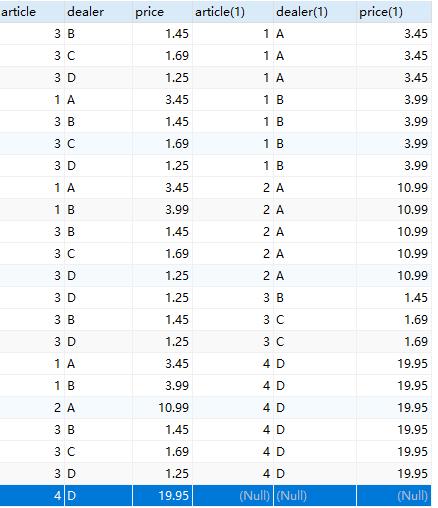 article dealer price article(1) dealer(1) price(1)
3 B 1.45 1 A 3.45
3 C 1.69 1 A 3.45
3 D 1.25 1 A 3.45
1 A 3.45 1 B 3.99
3 B 1.45 1 B 3.99
3 C 1.69 1 B 3.99
3 D 1.25 1 B 3.99
1 A 3.45 2 A 10.99
1 B 3.99 2 A 10.99
3 B 1.45 2 A 10.99
3 C 1.69 2 A 10.99
3 D 1.25 2 A 10.99
3 D 1.25 3 B 1.45
3 B 1.45 3 C 1.69
3 D 1.25 3 C 1.69
1 A 3.45 4 D 19.95
1 B 3.99 4 D 19.95
2 A 10.99 4 D 19.95
3 B 1.45 4 D 19.95
3 C 1.69 4 D 19.95
3 D 1.25 4 D 19.95
4 D 19.95 (Null) (Null) (Null)